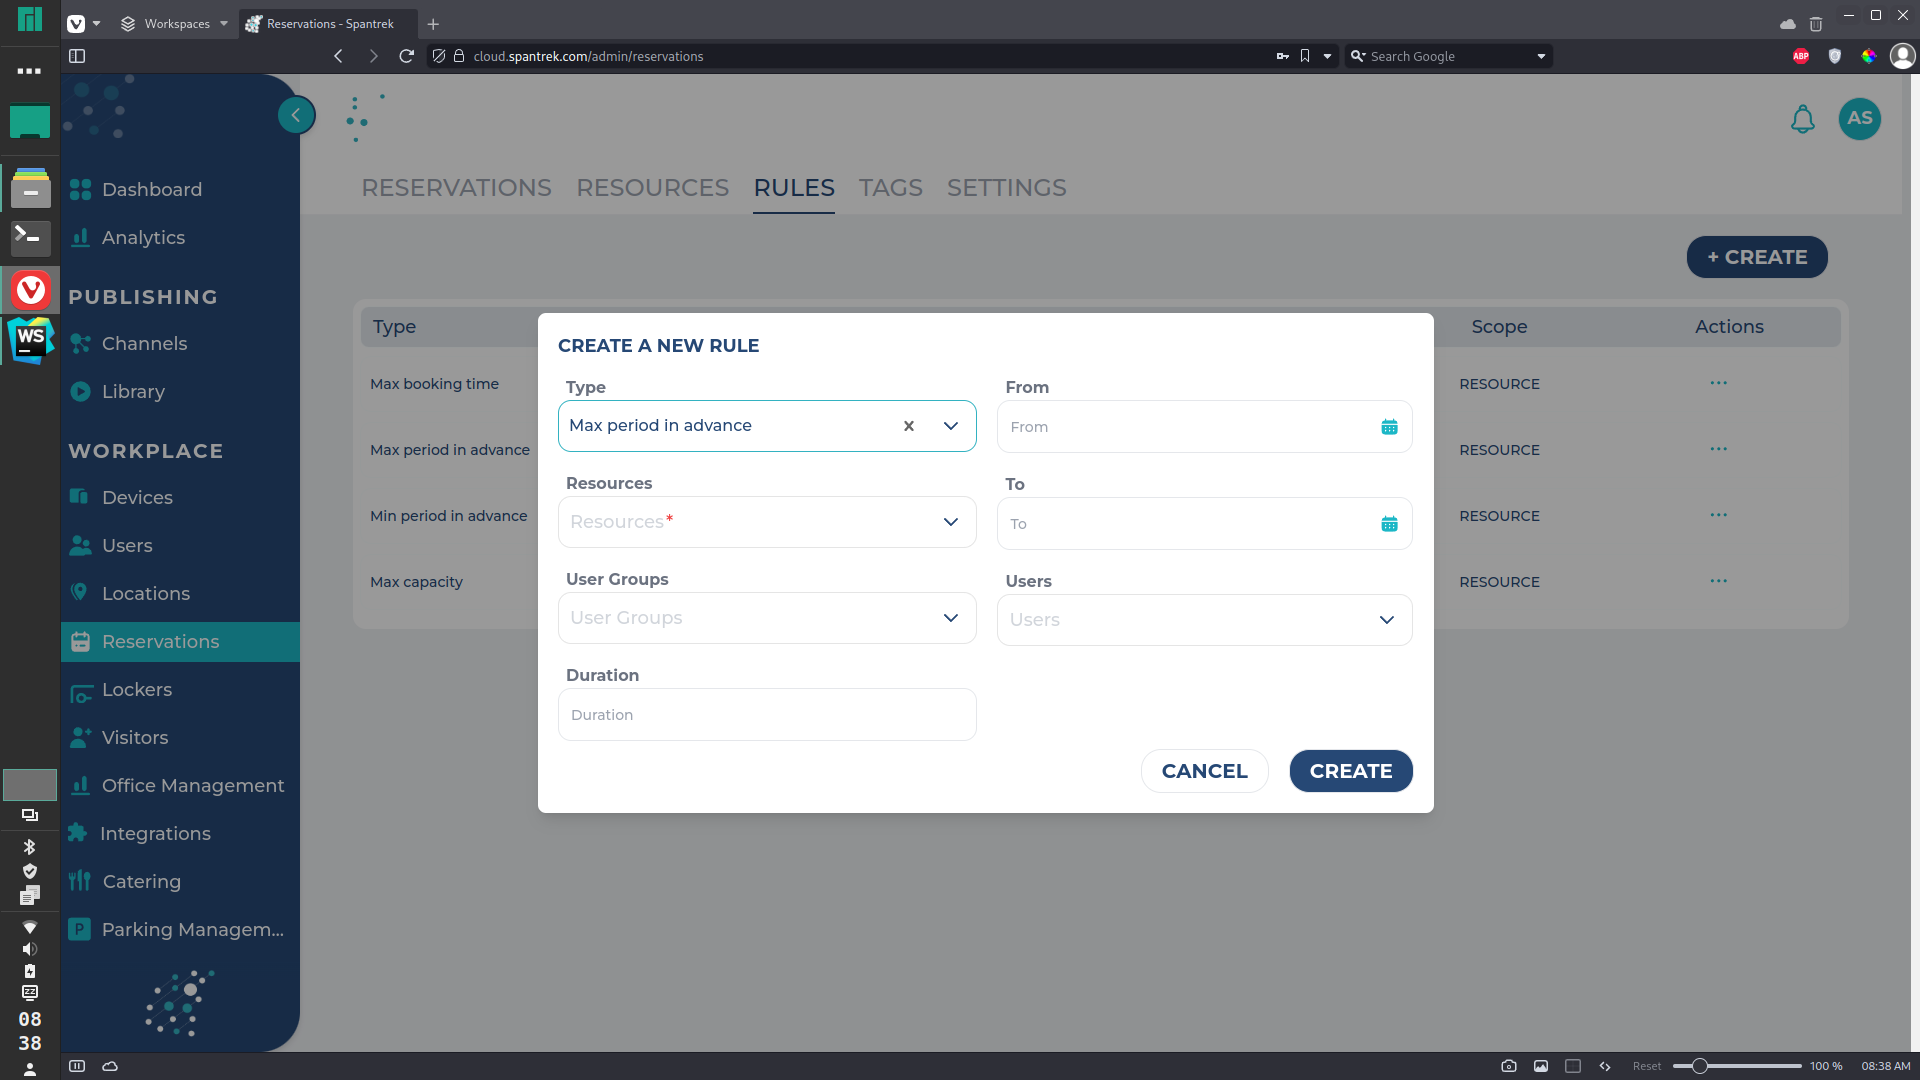 Workspaces
Reservations - Spantrek
cloud.spantrek.com/admin/reservations
Search Google
ABP
AS
Dashboard
Analytics
PUBLISHING
Channels
Library
WORKPLACE
Devices
Users
Locations
Reservations
Lockers
Visitors
Office Management
Integrations
Catering
P Parking Managem...
RESERVATIONS RESOURCES RULES TAGS SETTINGS
+ CREATE
Type Scope Actions
Max booking time RESOURCE
Max period in advance RESOURCE
Min period in advance RESOURCE
Max capacity RESOURCE
CREATE A NEW RULE
Type
Max period in advance
From
From
Resources
Resources*
To
To
User Groups
User Groups
Users
Users
Duration
Duration
CANCEL CREATE
WS
zz
08
38
Reset 100 % 08:38 AM